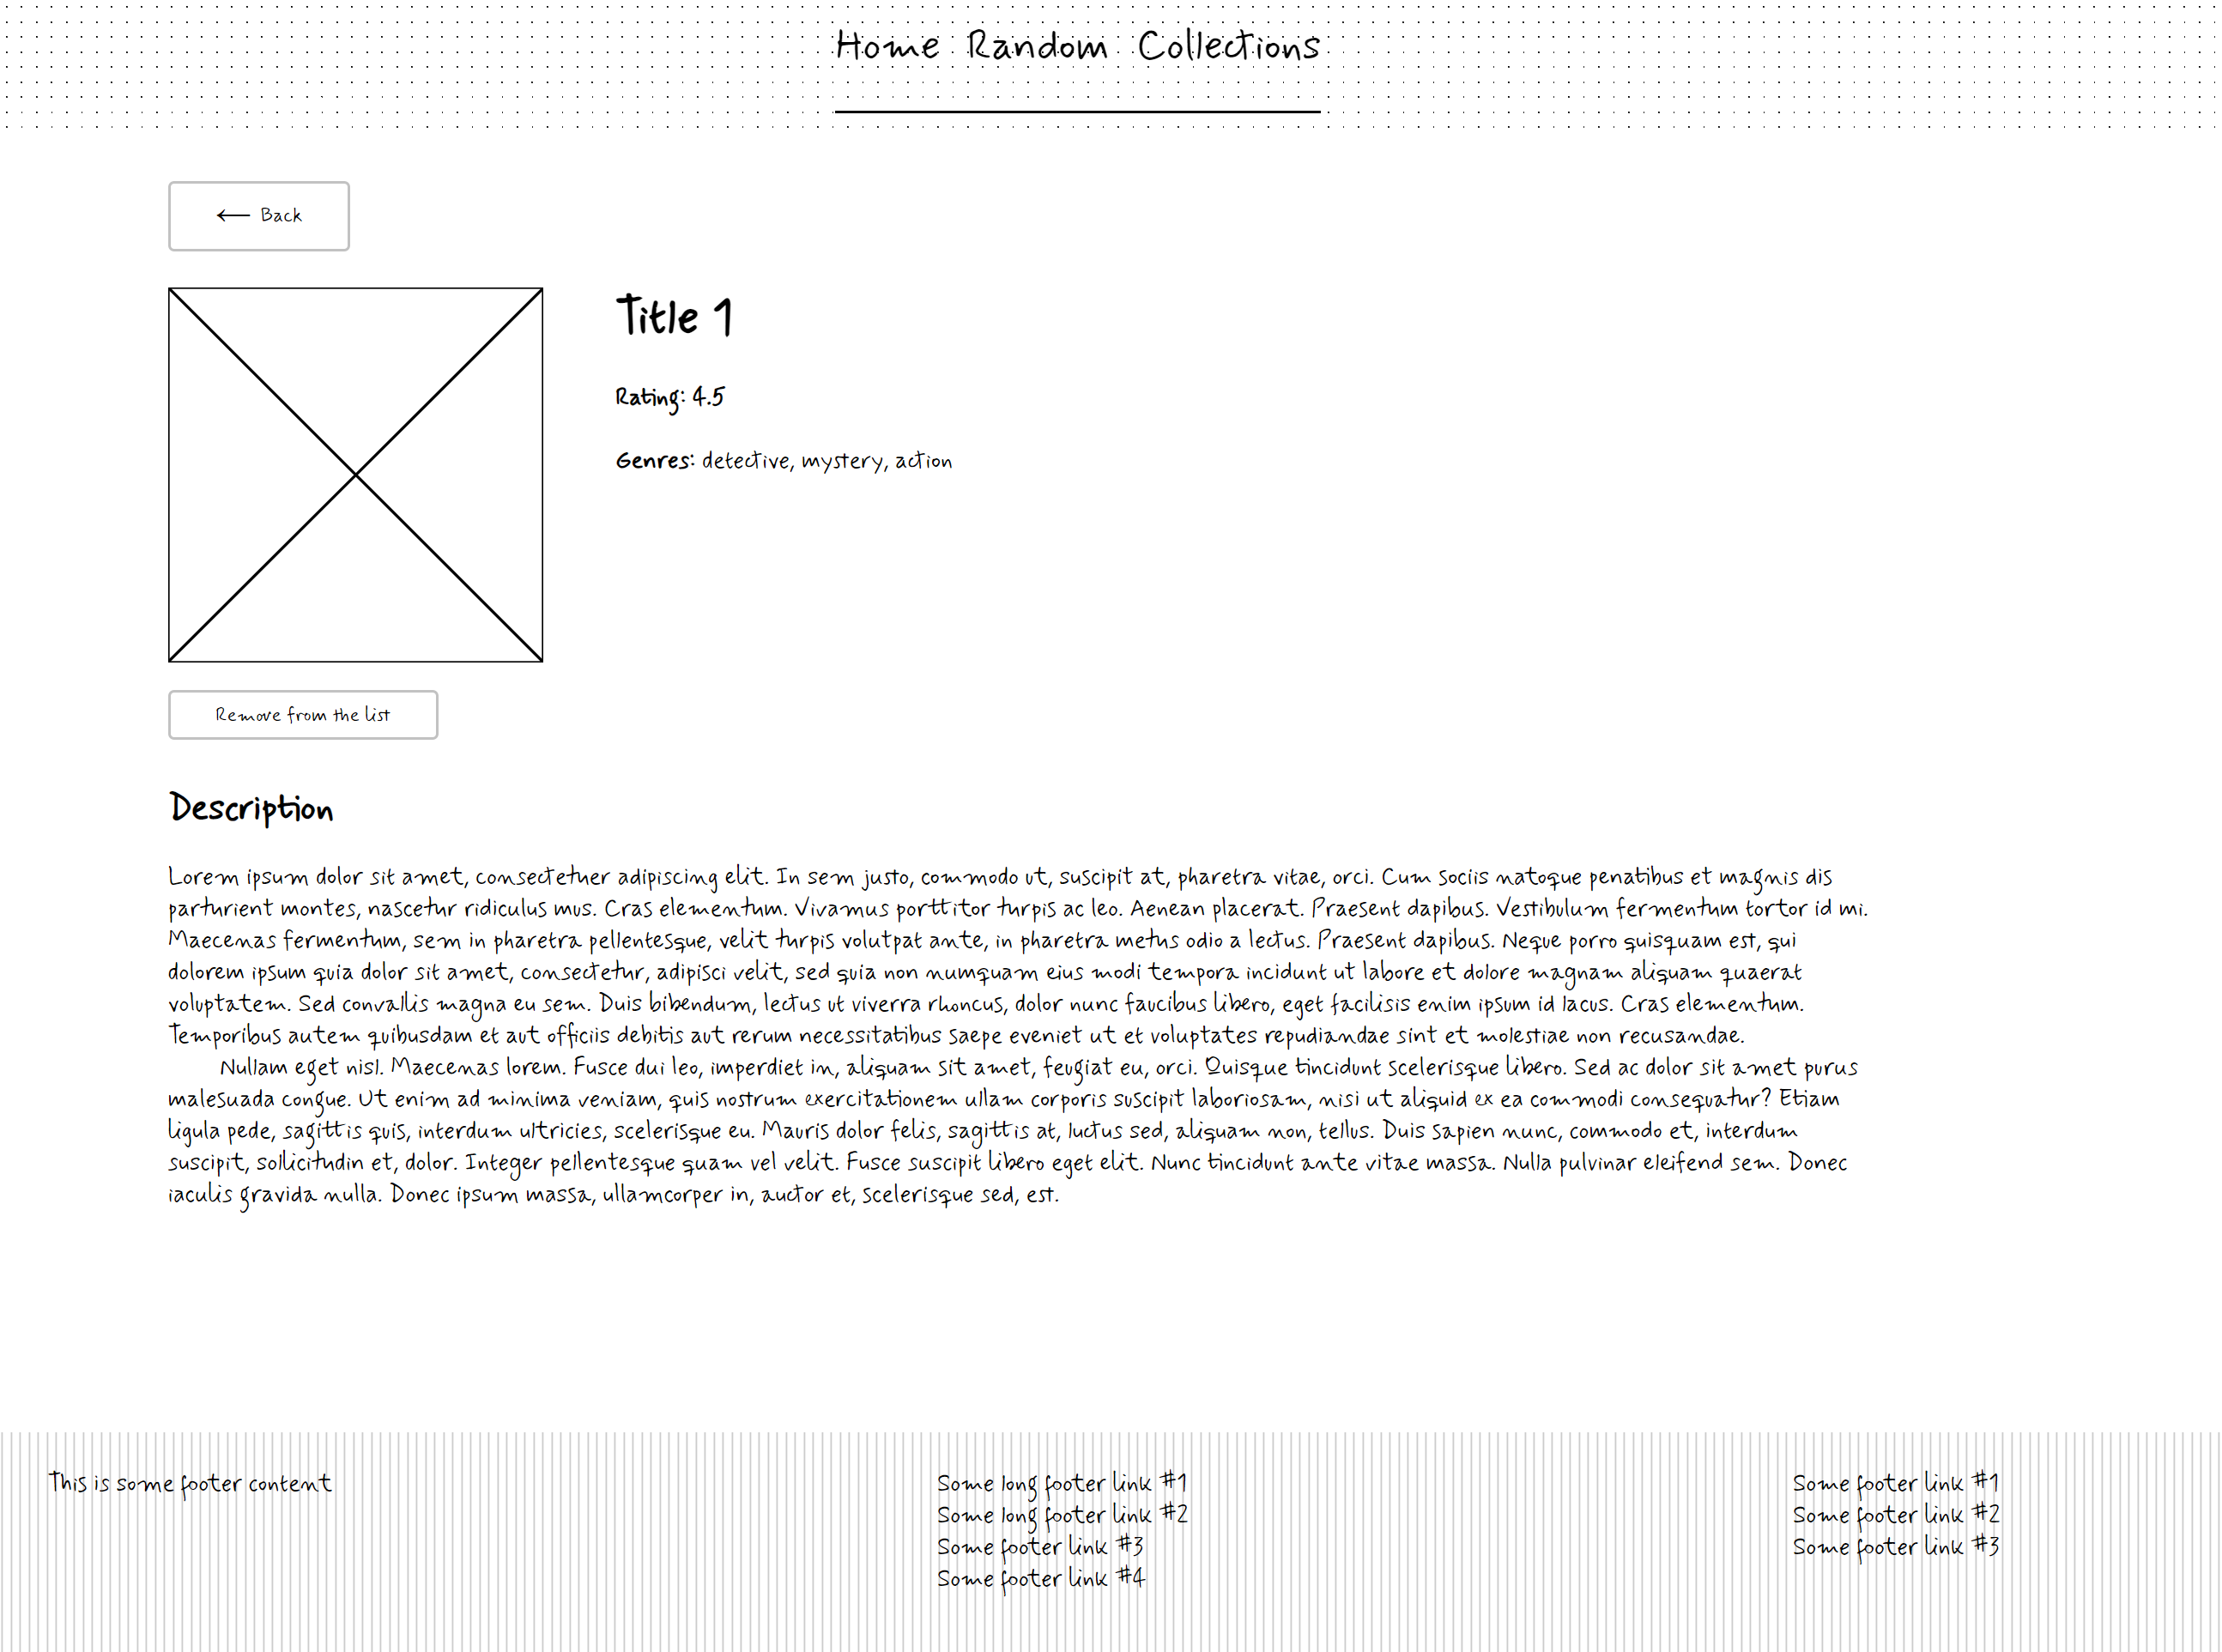 Home Random Collections
← Back
Title 1
Rating: 4.5
Genres: detective, mystery, action
Remove from the list
Description
Lorem ipsum dolor sit amet, consectetuer adipiscing elit. In sem justo, commodo ut, suscipit at, pharetra vitae, orci. Cum sociis natoque penatibus et magnis dis
parturient montes, nascetur ridiculus mus. Cras elementum. Vivamus porttitor turpis ac leo. Aenean placerat. Praesent dapibus. Vestibulum fermentum tortor id mi.
Maecenas fermentum, sem in pharetra pellentesque, velit turpis volutpat ante, in pharetra metus odio a lectus. Praesent dapibus. Neque porro quisquam est, qui
dolorem ipsum quia dolor sit amet, consectetur, adipisci velit, sed quia non numquam eius modi tempora incidunt ut labore et dolore magnam aliquam quaerat
voluptatem. Sed convallis magna eu sem. Duis bibendum, lectus ut viverra rhoncus, dolor nunc faucibus libero, eget facilisis enim ipsum id lacus. Cras elementum.
Temporibus autem quibusdam et aut officiis debitis aut rerum necessitatibus saepe eveniet ut et voluptates repudiandae sint et molestiae non recusandae.
Nullam eget nisl. Maecenas lorem. Fusce dui leo, imperdiet in, aliquam sit amet, feugiat eu, orci. Quisque tincidunt scelerisque libero. Sed ac dolor sit amet purus
malesuada congue. Ut enim ad minima veniam, quis nostrum exercitationem ullam corporis suscipit laboriosam, nisi ut aliquid ex ea commodi consequatur? Etiam
ligula pede, sagittis quis, interdum ultricies, scelerisque eu. Mauris dolor felis, sagittis at, luctus sed, aliquam non, tellus. Duis sapien nunc, commodo et, interdum
suscipit, sollicitudin et, dolor. Integer pellentesque quam vel velit. Fusce suscipit libero eget elit. Nunc tincidunt ante vitae massa. Nulla pulvinar eleifend sem. Donec
iaculis gravida nulla. Donec ipsum massa, ullamcorper in, auctor et, scelerisque sed, est.
This is some footer content
Some long footer link #1
Some long footer link #2
Some footer link #3
Some footer link #4
Some footer link #1
Some footer link #2
Some footer link #3